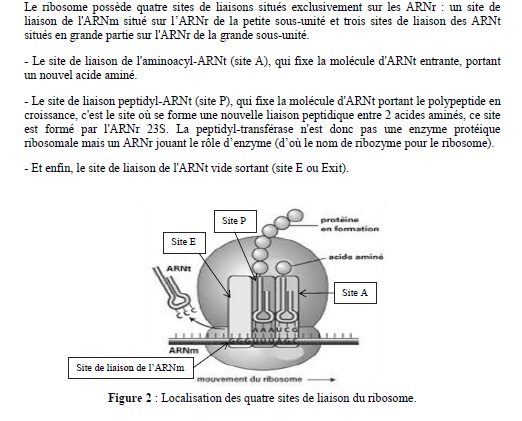 Le ribosome possède quatre sites de liaisons situés exclusivement sur les ARNr : un site de
liaison de l'ARNm situé sur l’ARNr de la petite sous-unité et trois sites de liaison des ARNt
situés en grande partie sur l'ARNr de la grande sous-unité.
- Le site de liaison de l'aminoacyl-ARNt (site A), qui fixe la molécule d'ARNt entrante, portant
un nouvel acide aminé.
- Le site de liaison peptidyl-ARNt (site P), qui fixe la molécule d'ARNt portant le polypeptide en
croissance, c'est le site où se forme une nouvelle liaison peptidique entre 2 acides aminés, ce site
est formé par l'ARNr 23S. La peptidyl-transférase n'est donc pas une enzyme protéique
ribosomale mais un ARNr jouant le rôle d’enzyme (d’où le nom de ribozyme pour le ribosome).
- Et enfin, le site de liaison de l'ARNt vide sortant (site E ou Exit).
Site P
protéine
en formation
Site E
acide aminé
ARNt
Site A
C C C
A A A U C G
G G G U U U A G C
ARNm
Site de liaison de l’ARNm
mouvement du ribosome
Figure 2 : Localisation des quatre sites de liaison du ribosome.